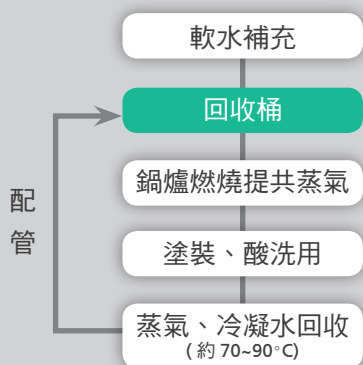 軟水補充
回收桶
鍋爐燃燒提共蒸氣
塗裝、酸洗用
蒸氣、冷凝水回收
( 約 70~90°C)
配管